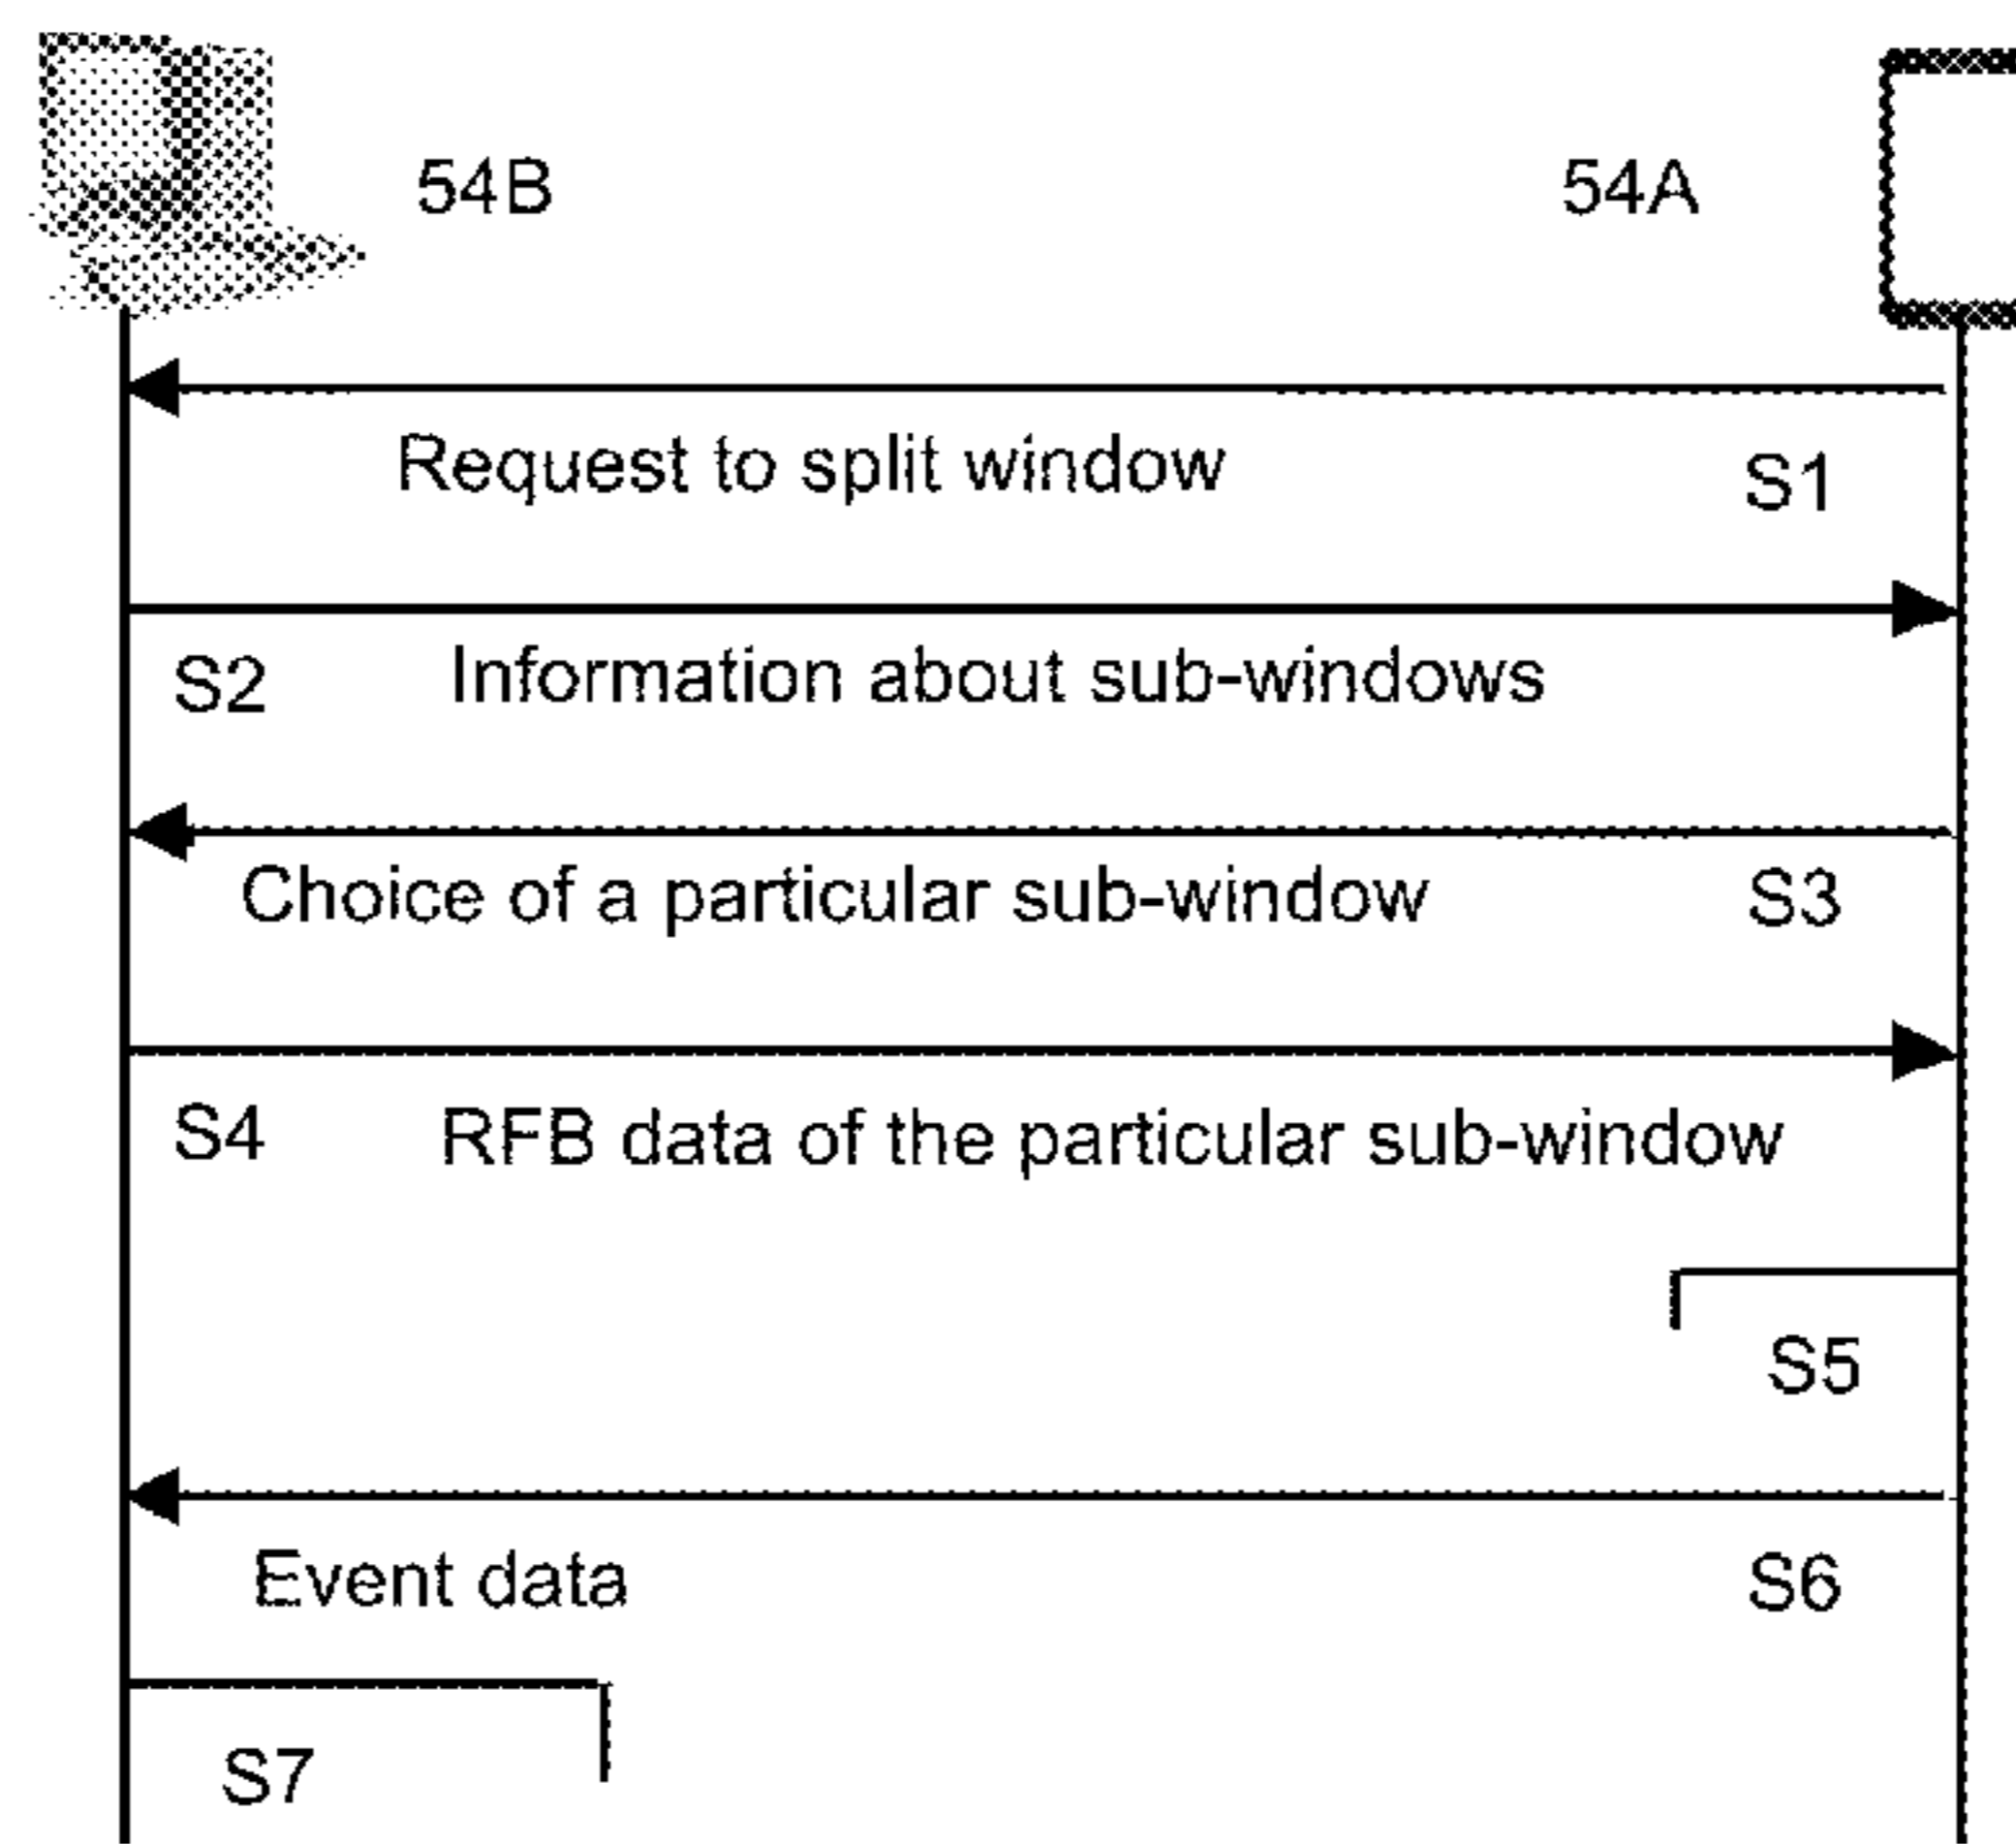 54B 54A
Request to split window S1
S2 Information about sub-windows
Choice of a particular sub-window S3
S4 RFB data of the particular sub-window
S5
Event data S6
S7